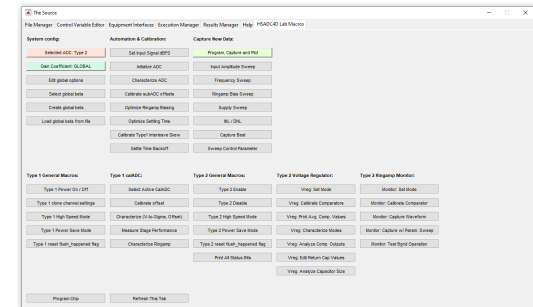 The Source
File Manager Control Variable Editor Equipment Interfaces Execution Manager Results Manager Help HSADC4D Lab Macros
System config: Automation & Calibration: Capture New Data:
Selected ADC: Type 2 Set Input Signal dBFS Program, Capture and Plot
Gain Coefficient: GLOBAL Initialize ADC Input Amplitude Sweep
Edit global options Characterize ADC Frequency Sweep
Select global beta Calibrate subADC offsets Ringamp Bias Sweep
Create global beta Optimize Ringamp Biasing Supply Sweep
Load global beta from file Optimize Settling Time INL / DNL
Calibrate Type1 Interleave Skew Capture Best
Settle Time Backoff Sweep Control Parameter
Type 1 General Macros: Type 1 calADC: Type 2 General Macros: Type 2 Voltage Regulator: Type 2 Ringamp Monitor:
Type 1 Power On / Off Select Active CalADC Type 2 Enable Vreg: Set Mode Monitor: Set Mode
Type 1 clone channel settings Calibrate offset Type 2 Disable Vreg: Calibrate Comparators Monitor: Calibrate Comparator
Type 1 High Speed Mode Characterize (V-to-Sigma, Offset) Type 2 High Speed Mode Vreg: Print Avg. Comp. Values Monitor: Capture Waveform
Type 1 Power Save Mode Measure Stage Performance Type 2 Power Save Mode Vreg: Characterize Modes Monitor: Capture w/ Param. Sweep
Type 1 reset flush_happened flag Characterize Ringamp Type 2 reset flush_happened flag Vreg: Analyze Comp. Outputs Monitor: Test Bgnd Operation
Print All Status Bits Vreg: Edit Return Cap Values
Vreg: Analyze Capacitor Size
Program Chip Refresh This Tab